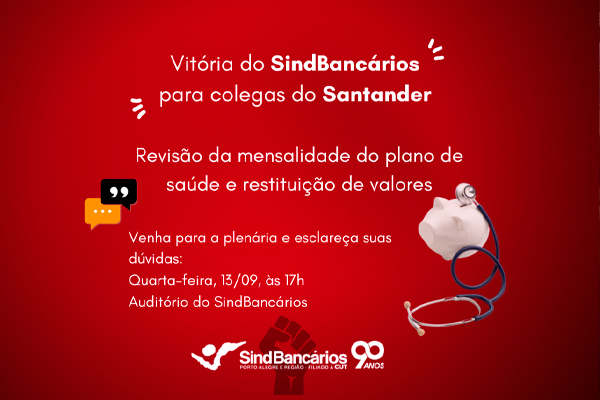 Vitória do SindBancários
para colegas do Santander
Revisão da mensalidade do plano de
saúde e restituição de valores
Venha para a plenária e esclareça suas
dúvidas:
Quarta-feira, 13/09, às 17h
Auditório do SindBancários
SindBancários 90
PORTO ALEGRE E REGIÃO - FILIADO À CUT ANOS